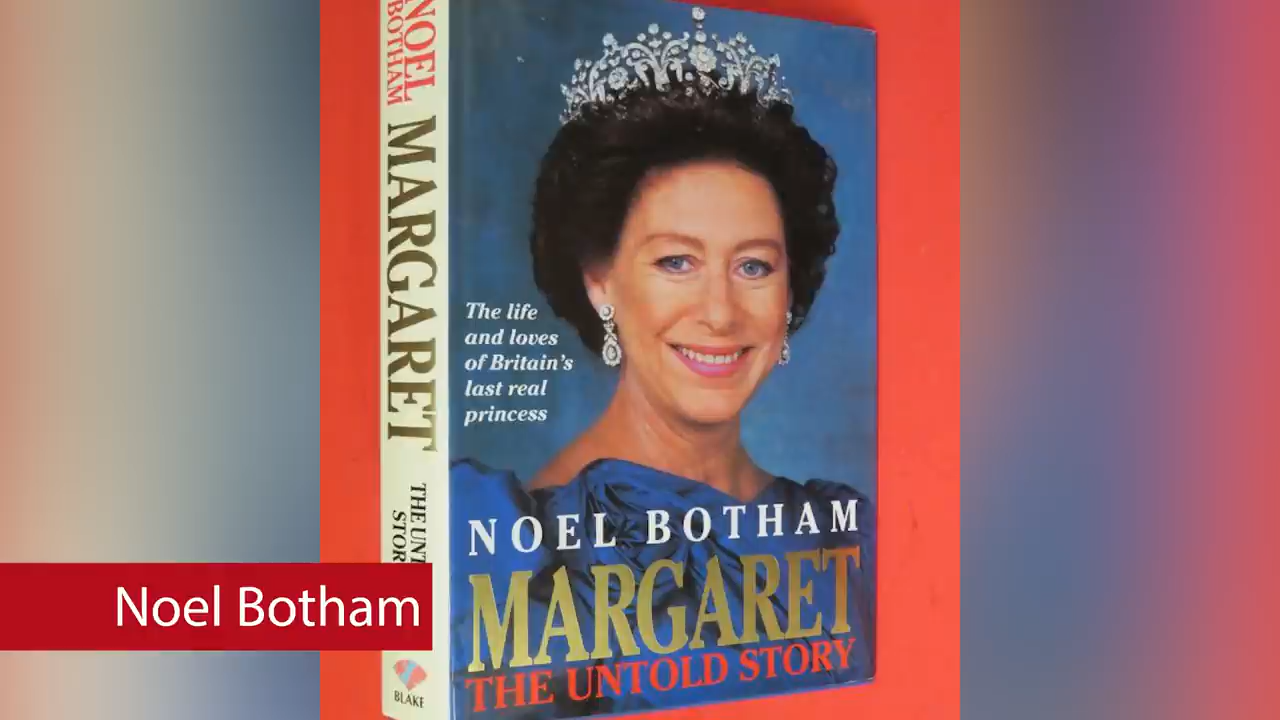 NOEL
BOTHAM
MARGARET
THE UNT
STOR
BLAKE
The life
and loves
of Britain's
last real
princess
NOEL BOTHAM
MARGARET
THE UNTOLD STORY
Noel Botham